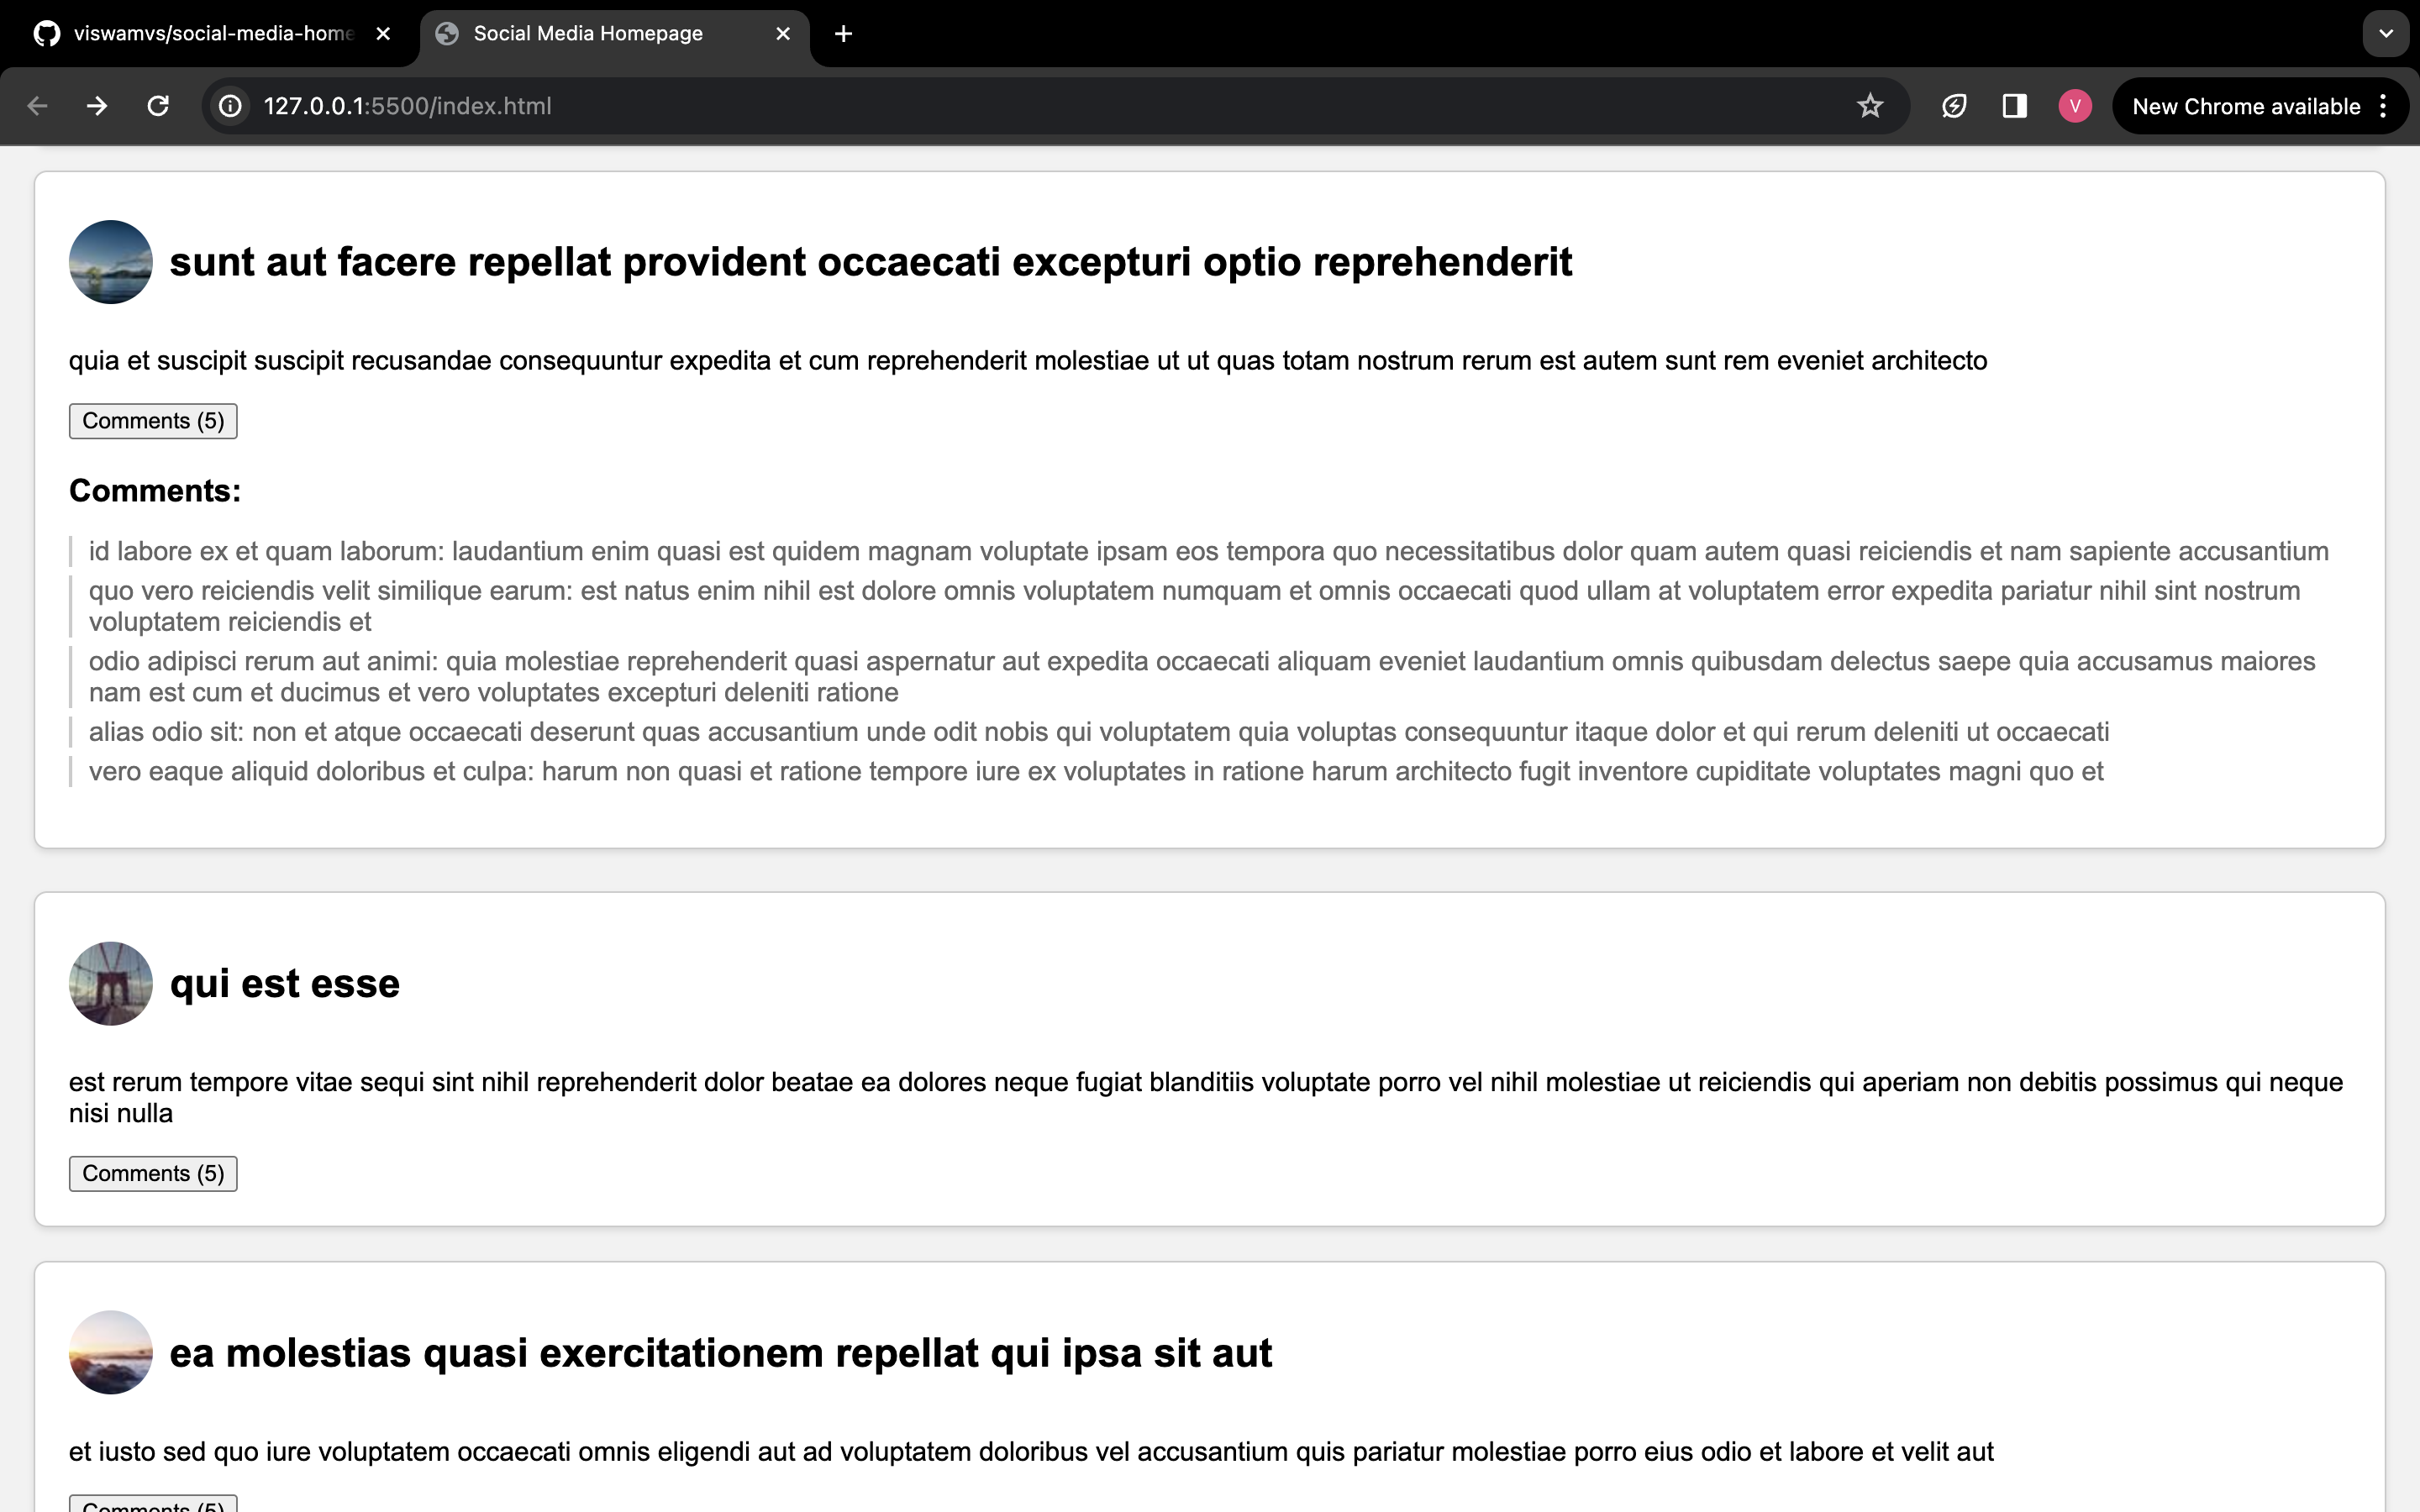 viswamvs/social-media-home
Social Media Homepage
127.0.0.1:5500/index.html
V
New Chrome available
sunt aut facere repellat provident occaecati excepturi optio reprehenderit
quia et suscipit suscipit recusandae consequuntur expedita et cum reprehenderit molestiae ut ut quas totam nostrum rerum est autem sunt rem eveniet architecto
Comments (5)
Comments:
id labore ex et quam laborum: laudantium enim quasi est quidem magnam voluptate ipsam eos tempora quo necessitatibus dolor quam autem quasi reiciendis et nam sapiente accusantium
quo vero reiciendis velit similique earum: est natus enim nihil est dolore omnis voluptatem numquam et omnis occaecati quod ullam at voluptatem error expedita pariatur nihil sint nostrum
voluptatem reiciendis et
odio adipisci rerum aut animi: quia molestiae reprehenderit quasi aspernatur aut expedita occaecati aliquam eveniet laudantium omnis quibusdam delectus saepe quia accusamus maiores
nam est cum et ducimus et vero voluptates excepturi deleniti ratione
alias odio sit: non et atque occaecati deserunt quas accusantium unde odit nobis qui voluptatem quia voluptas consequuntur itaque dolor et qui rerum deleniti ut occaecati
vero eaque aliquid doloribus et culpa: harum non quasi et ratione tempore iure ex voluptates in ratione harum architecto fugit inventore cupiditate voluptates magni quo et
qui est esse
est rerum tempore vitae sequi sint nihil reprehenderit dolor beatae ea dolores neque fugiat blanditiis voluptate porro vel nihil molestiae ut reiciendis qui aperiam non debitis possimus qui neque
nisi nulla
Comments (5)
ea molestias quasi exercitationem repellat qui ipsa sit aut
et iusto sed quo iure voluptatem occaecati omnis eligendi aut ad voluptatem doloribus vel accusantium quis pariatur molestiae porro eius odio et labore et velit aut
Comments (5)